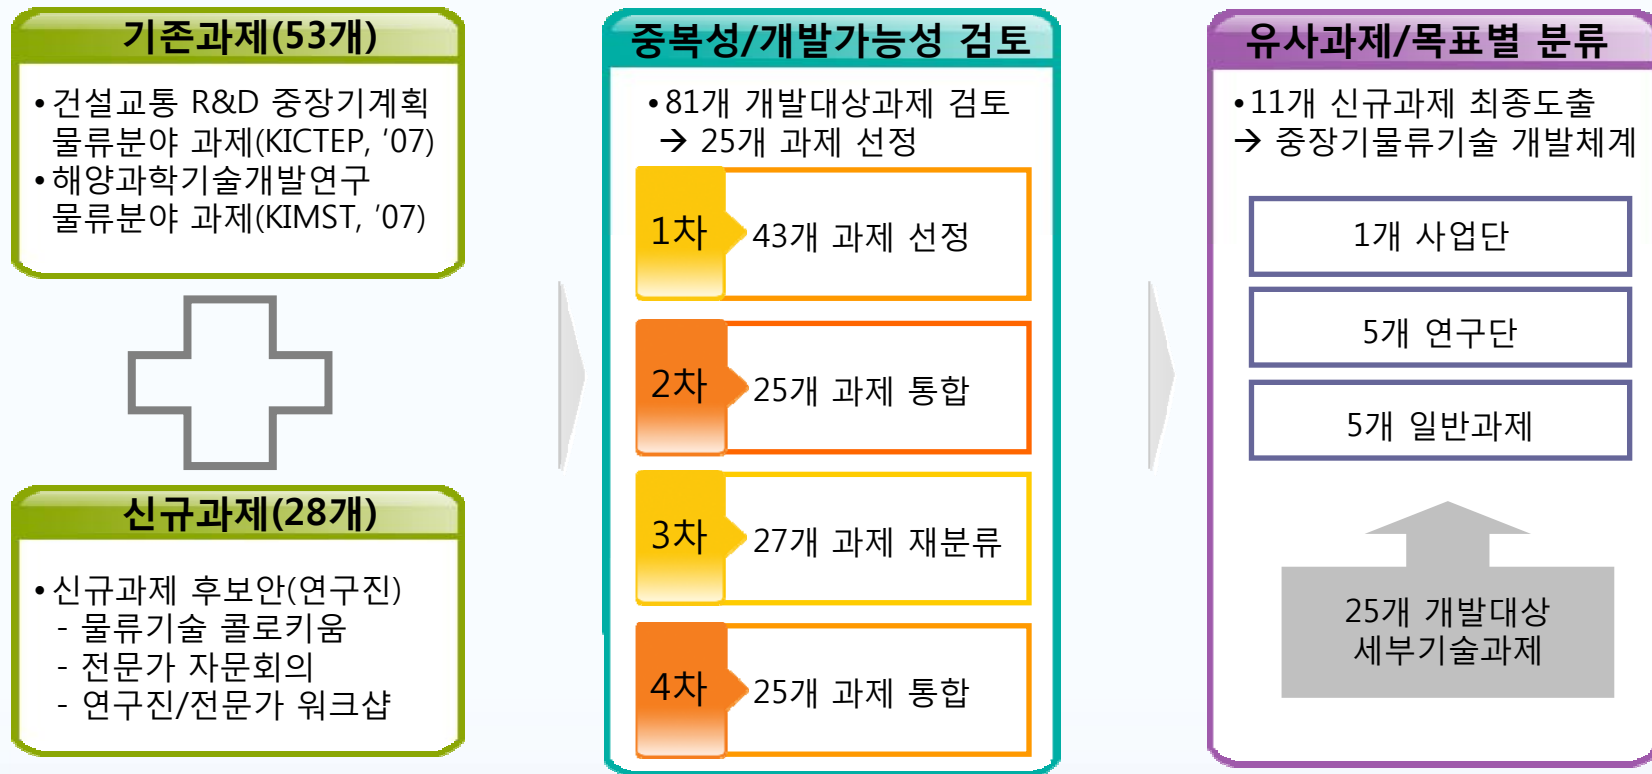 기존과제(53개)
•건설교통 R&D 중장기계획
물류분야 과제(KICTEP, '07)
•해양과학기술개발연구
물류분야 과제(KIMST, '07)
신규과제(28개)
•신규과제 후보안(연구진)
- 물류기술 콜로키움
- 전문가 자문회의
- 연구진/전문가 워크샵
중복성/개발가능성 검토
•81개 개발대상과제 검토
→ 25개 과제 선정
1차
43개 과제 선정
2차
25개 과제 통합
3차
27개 과제 재분류
4차
25개 과제 통합
유사과제/목표별 분류
•11개 신규과제 최종도출
→ 중장기물류기술 개발체계
1개 사업단
5개 연구단
5개 일반과제
25개 개발대상
세부기술과제